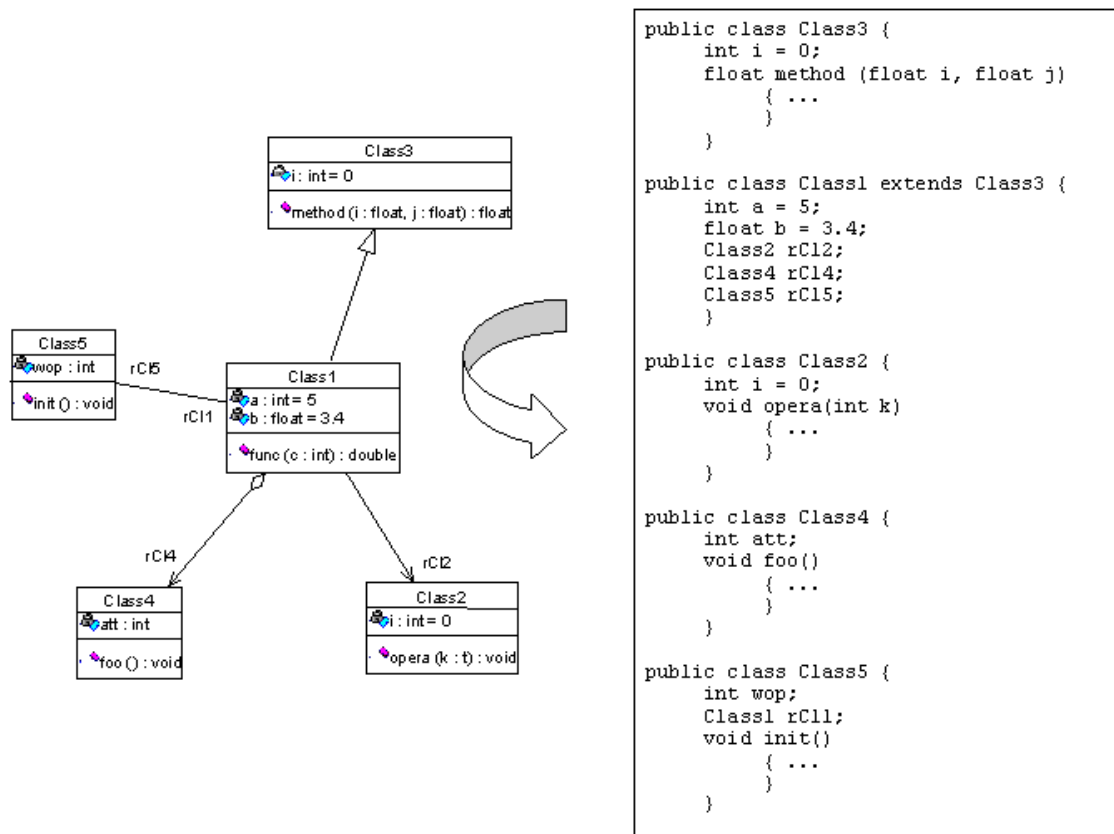 Class3
i : int = 0
method (i : float, j : float) : float
Class5
wop : int
init () : void
rCl5
rCl1
Class1
a : int = 5
b : float = 3.4
func (c : int) : double
rCl4
rCl2
Class4
att : int
foo () : void
Class2
i : int = 0
opera (k : t) : void
public class Class3 {
int i = 0;
float method (float i, float j)
{ ...
}
}
public class Class1 extends Class3 {
int a = 5;
float b = 3.4;
Class2 rCl2;
Class4 rCl4;
Class5 rCl5;
}
public class Class2 {
int i = 0;
void opera(int k)
{ ...
}
}
public class Class4 {
int att;
void foo()
{ ...
}
}
public class Class5 {
int wop;
Class1 rCl1;
void init()
{ ...
}
}